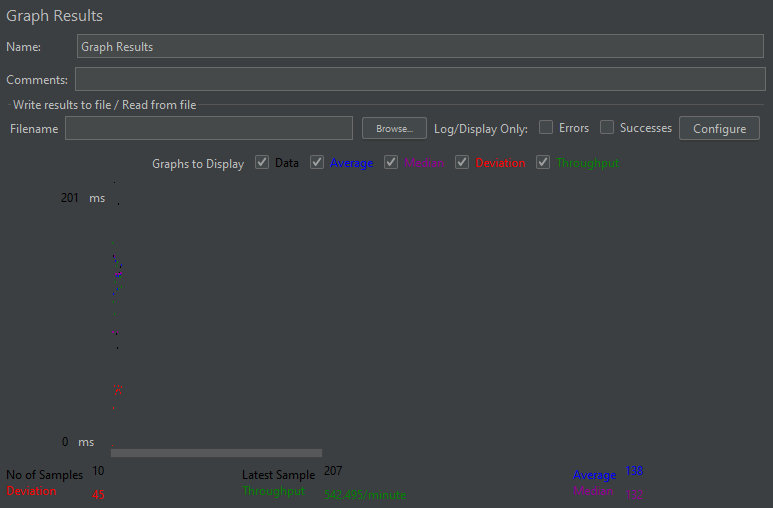 Graph Results
Name: Graph Results
Comments:
Write results to file / Read from file
Filename Browse... Log/Display Only: Errors Successes Configure
Graphs to Display Data Average Median Deviation Throughput
201 ms
0 ms
No of Samples 10 Latest Sample 207 Average 138
Deviation 45 Throughput 542,495/minute Median